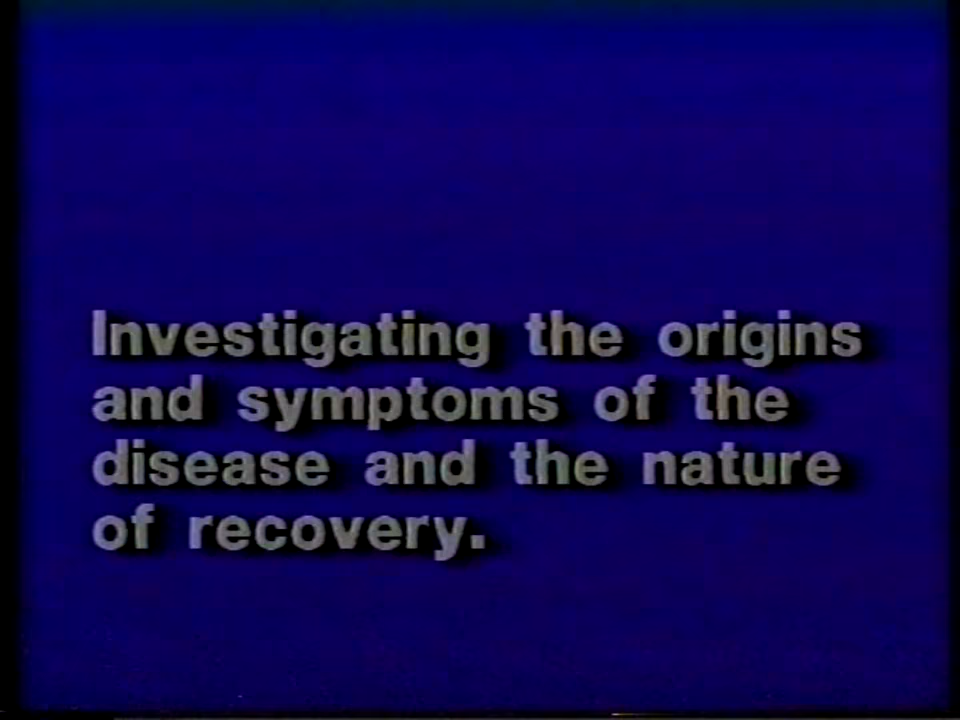 Investigating the origins
and symptoms of the
disease and the nature
of recovery.